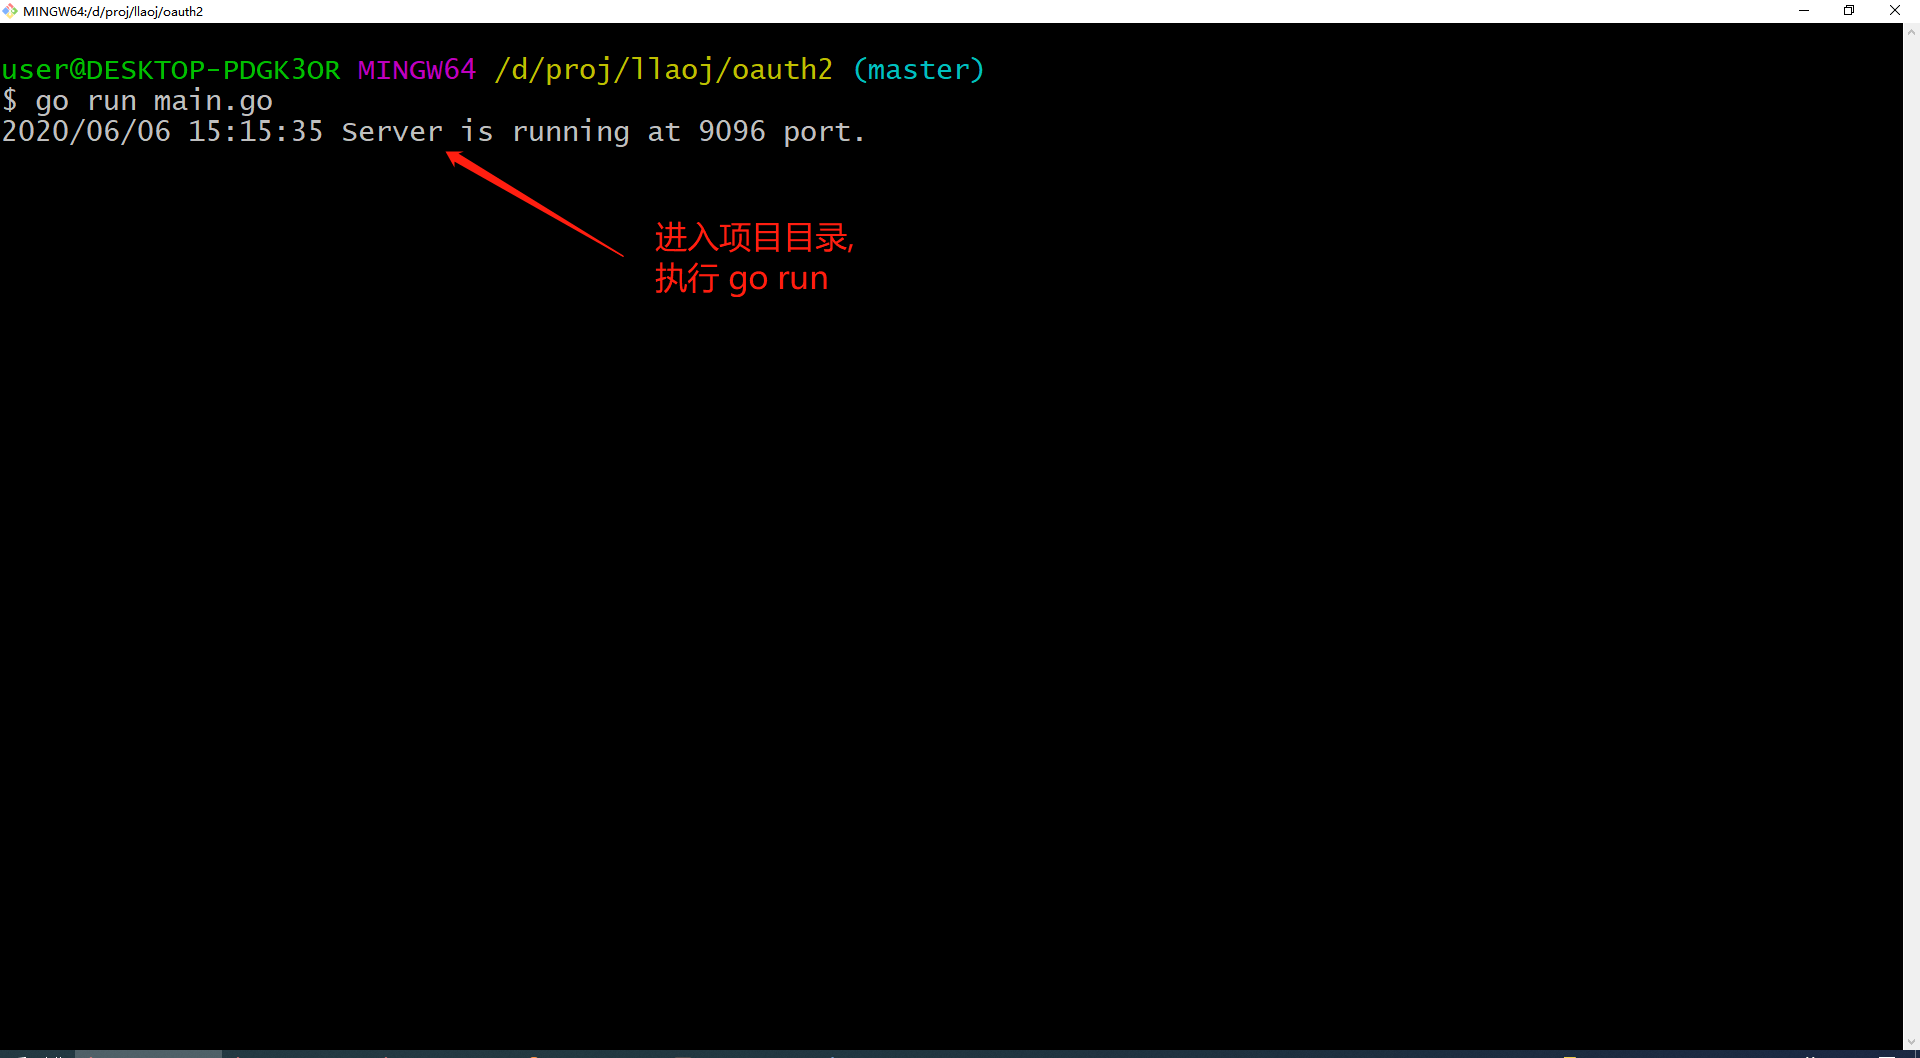 MINGW64:/d/proj/llaoj/oauth2
user@DESKTOP-PDGK3OR MINGW64 /d/proj/llaoj/oauth2 (master)
$ go run main.go
2020/06/06 15:15:35 Server is running at 9096 port.
进入项目目录,
执行 go run